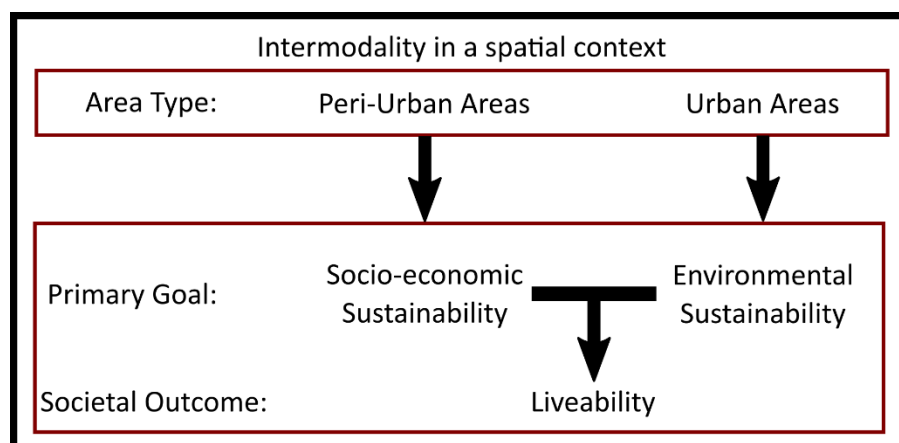 Intermodality in a spatial context
Area Type: Peri-Urban Areas Urban Areas
Primary Goal: Socio-economic Sustainability Environmental Sustainability
Societal Outcome: Liveability